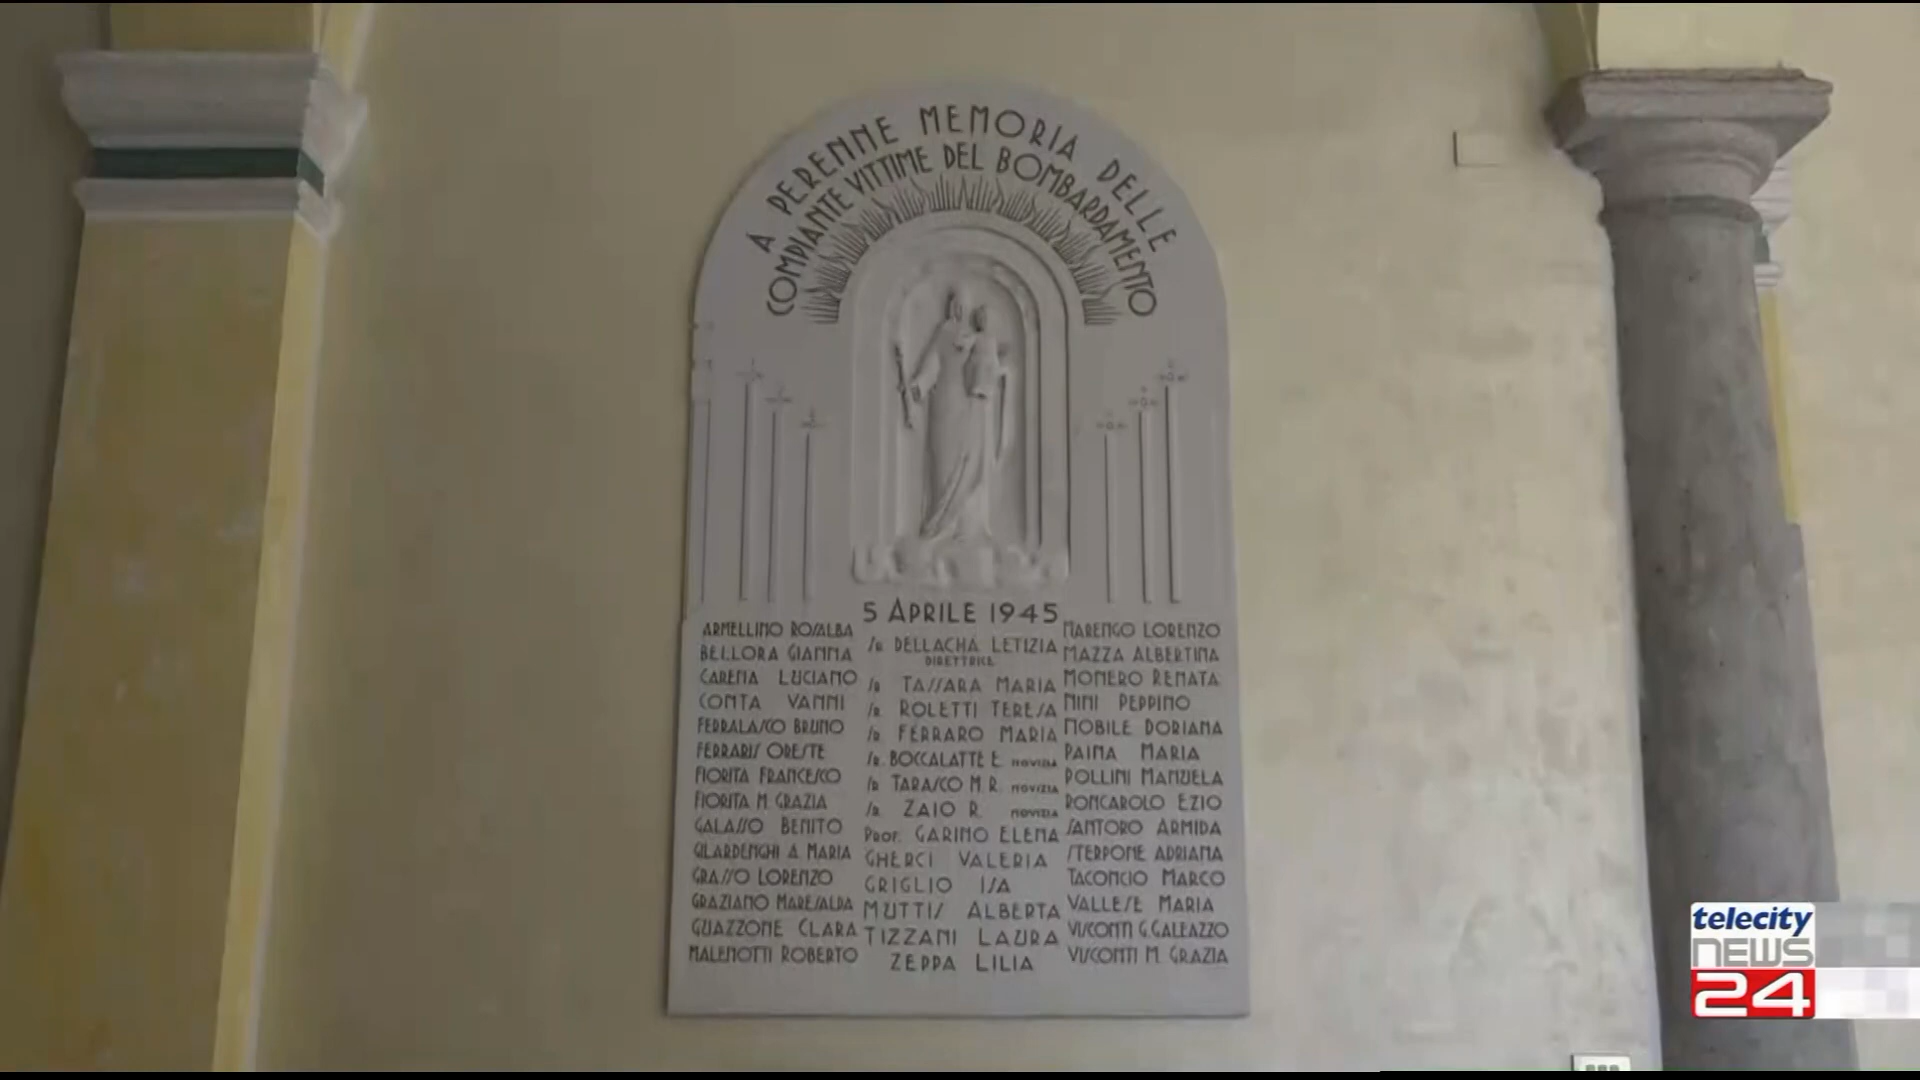 A PERENNE MEMORIA DELLE
COMPIANTE VITTIME DEL BOMBARDAMENTO
5 APRILE 1945
ARMELLINO ROSALBA
BELLORA GIANNA
CARENA LUCIANO
CONTA VANNI
FERRALASCO BRUNO
FERRARIS ORESTE
FIORITA FRANCESCO
FIORITA M. GRAZIA
GALASSO BENITO
GILARDENGHI A. MARIA
GRASSO LORENZO
GRAZIANO MARESALDA
GUAZZONE CLARA
MALENOTTI ROBERTO
Sr. DELLACHÁ LETIZIA
DIRETTRICE
Sr. TASSARA MARIA
Sr. ROLETTI TERESA
Sr. FERRARO MARIA
Sr. BOCCALATTE E. NOVIZIA
Sr. TARASCO M. R. NOVIZIA
Sr. ZAIO R. NOVIZIA
Prof. GARINO ELENA
GHERCI VALERIA
GRIGLIO ISA
MUTTIS ALBERTA
TIZZANI LAURA
ZEPPA LILIA
MARENGO LORENZO
MAZZA ALBERTINA
MONERO RENATA
NINI PEPPINO
NOBILE DORIANA
PAINA MARIA
POLLINI MANUELA
RONCAROLO EZIO
SANTORO ARMIDA
STERPONE ADRIANA
TACONCIO MARCO
VALLESE MARIA
VISCONTI G. GALEAZZO
VISCONTI M. GRAZIA
telecity
NEWS
24